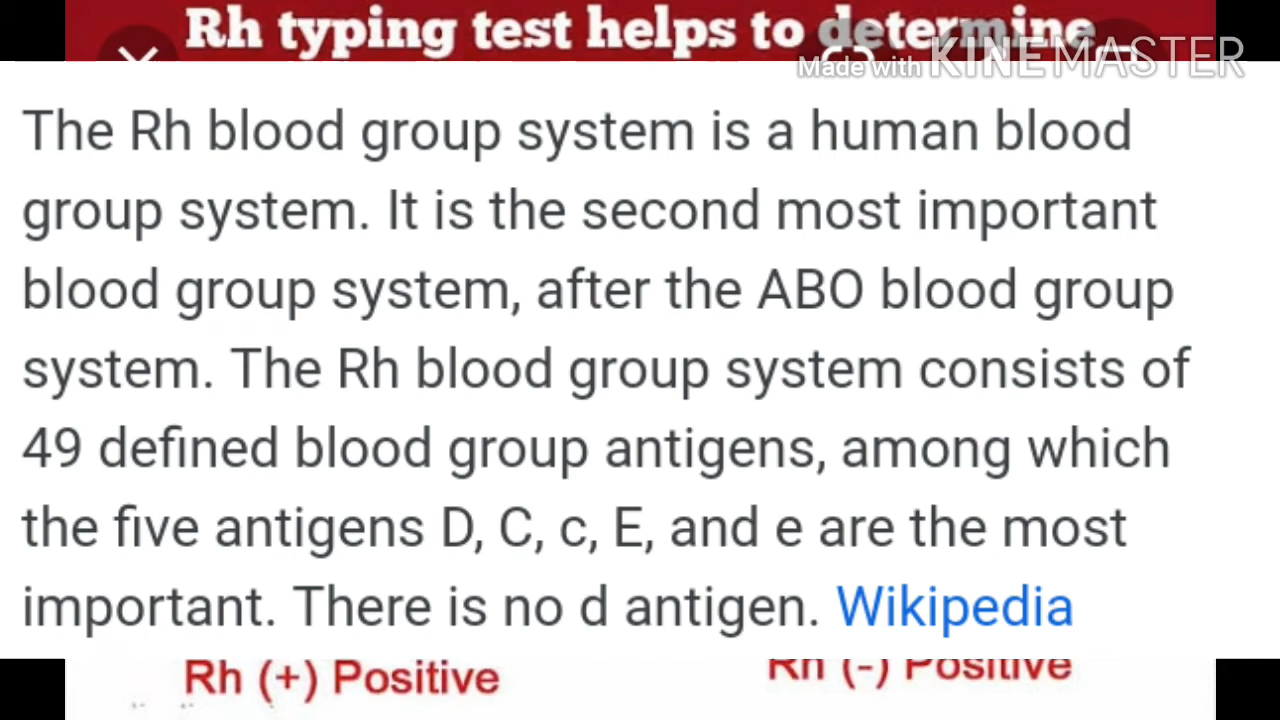 Rh typing test helps to determine
Made with KINEMASTER
The Rh blood group system is a human blood
group system. It is the second most important
blood group system, after the ABO blood group
system. The Rh blood group system consists of
49 defined blood group antigens, among which
the five antigens D, C, c, E, and e are the most
important. There is no d antigen. Wikipedia
Rh (+) Positive
Rh (-) Positive